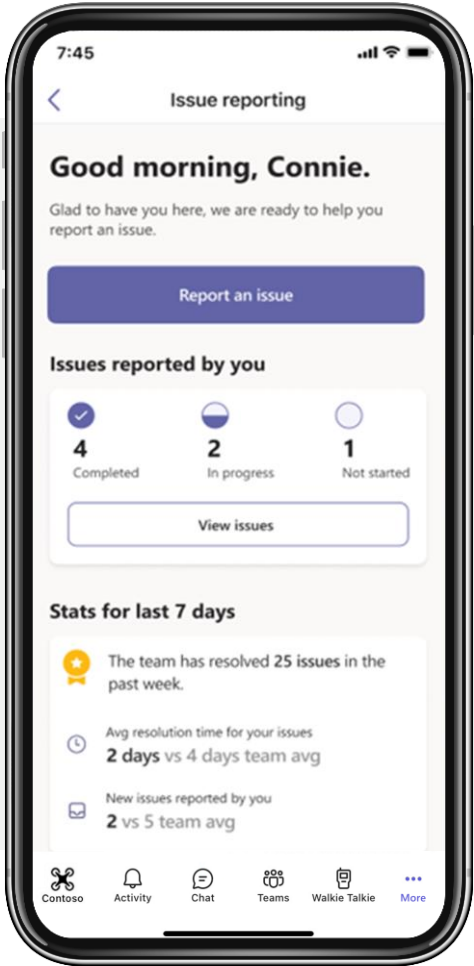 7:45
Issue reporting
Good morning, Connie.
Glad to have you here, we are ready to help you
report an issue.
Report an issue
Issues reported by you
4 2 1
Completed In progress Not started
View issues
Stats for last 7 days
The team has resolved 25 issues in the
past week.
Avg resolution time for your issues
2 days vs 4 days team avg
New issues reported by you
2 vs 5 team avg
Contoso Activity Chat Teams Walkie Talkie More